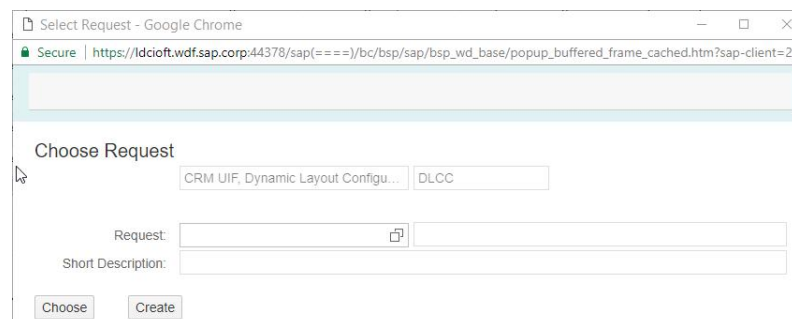 Select Request - Google Chrome
Secure | https://ldcioft.wdf.sap.corp:44378/sap(====)/bc/bsp/sap/bsp_wd_base/popup_buffered_frame_cached.htm?sap-client=2
Choose Request
CRM UIF, Dynamic Layout Configu... DLCC
Request:
Short Description:
Choose Create